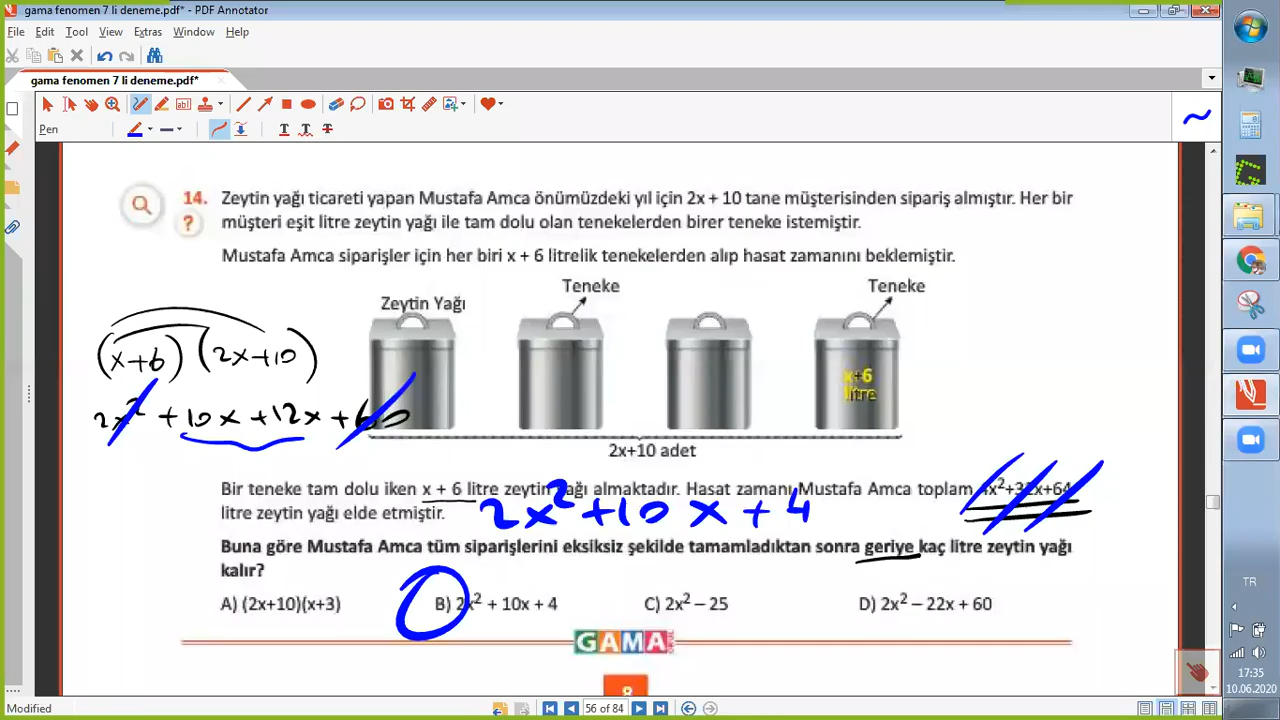 gama fenomen 7 li deneme.pdf* - PDF Annotator
File Edit Tool View Extras Window Help
gama fenomen 7 li deneme.pdf*
Pen
14. Zeytin yağı ticareti yapan Mustafa Amca önümüzdeki yıl için 2x + 10 tane müşterisinden sipariş almıştır. Her bir
? müşteri eşit litre zeytin yağı ile tam dolu olan tenekelerden birer teneke istemiştir.
Mustafa Amca siparişler için her biri x + 6 litrelik tenekelerden alıp hasat zamanını beklemiştir.
Zeytin Yağı Teneke Teneke
(x+6) (2x+10)
x+6
litre
2x² +10x +12x +60
2x+10 adet
Bir teneke tam dolu iken x + 6 litre zeytin yağı almaktadır. Hasat zamanı Mustafa Amca toplam 4x²+32x+64
litre zeytin yağı elde etmiştir.
2x²+10x+4
Buna göre Mustafa Amca tüm siparişlerini eksiksiz şekilde tamamladıktan sonra geriye kaç litre zeytin yağı
kalır?
A) (2x+10)(x+3) B) 2x² + 10x + 4 C) 2x² – 25 D) 2x² – 22x + 60
GAMA
8
Modified 56 of 84
TR
17:35
10.06.2020